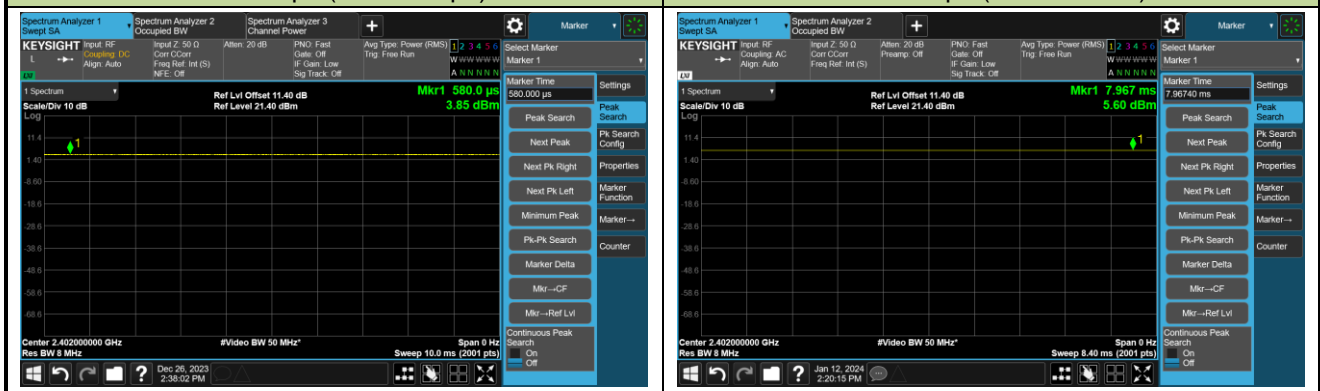 Spectrum Analyzer 1
Swept SA
Spectrum Analyzer 2
Occupied BW
Spectrum Analyzer 3
Channel Power
+
Marker
KEYSIGHT
L
Input: RF
Coupling: DC
Align: Auto
Input Z: 50 Ω
Corr CCorr
Freq Ref: Int (S)
NFE: Off
Atten: 20 dB
PNO: Fast
Gate: Off
IF Gain: Low
Sig Track: Off
Avg Type: Power (RMS)
Trig: Free Run
1 2 3 4 5 6
W W W W W W
A N N N N N
Select Marker
Marker 1
LXI
1 Spectrum
Scale/Div 10 dB
Log
Ref Lvl Offset 11.40 dB
Ref Level 21.40 dBm
Mkr1 580.0 µs
3.85 dBm
11.4
1.40
-8.60
-18.6
-28.6
-38.6
-48.6
-58.6
-68.6
1
Center 2.402000000 GHz
Res BW 8 MHz
#Video BW 50 MHz*
Span 0 Hz
Sweep 10.0 ms (2001 pts)
Marker Time
580.000 µs
Peak Search
Next Peak
Next Pk Right
Next Pk Left
Minimum Peak
Pk-Pk Search
Marker Delta
Mkr→CF
Mkr→Ref Lvl
Continuous Peak
Search
On
Off
Settings
Peak
Search
Pk Search
Config
Properties
Marker
Function
Marker→
Counter
?
Dec 26, 2023
2:38:02 PM
Spectrum Analyzer 1
Swept SA
Spectrum Analyzer 2
Occupied BW
+
Marker
KEYSIGHT
Input: RF
Coupling: AC
Align: Auto
Input Z: 50 Ω
Corr CCorr
Freq Ref: Int (S)
Atten: 20 dB
Preamp: Off
PNO: Fast
Gate: Off
IF Gain: Low
Sig Track: Off
Avg Type: Power (RMS)
Trig: Free Run
1 2 3 4 5 6
W W W W W W
A N N N N N
Select Marker
Marker 1
LXI
1 Spectrum
Scale/Div 10 dB
Log
Ref Lvl Offset 11.40 dB
Ref Level 21.40 dBm
Mkr1 7.967 ms
5.60 dBm
11.4
1.40
-8.60
-18.6
-28.6
-38.6
-48.6
-58.6
-68.6
1
Center 2.402000000 GHz
Res BW 8 MHz
#Video BW 50 MHz*
Span 0 Hz
Sweep 8.40 ms (2001 pts)
Marker Time
7.96740 ms
Peak Search
Next Peak
Next Pk Right
Next Pk Left
Minimum Peak
Pk-Pk Search
Marker Delta
Mkr→CF
Mkr→Ref Lvl
Continuous Peak
Search
On
Off
Settings
Peak
Search
Pk Search
Config
Properties
Marker
Function
Marker→
Counter
?
Jan 12, 2024
2:20:15 PM